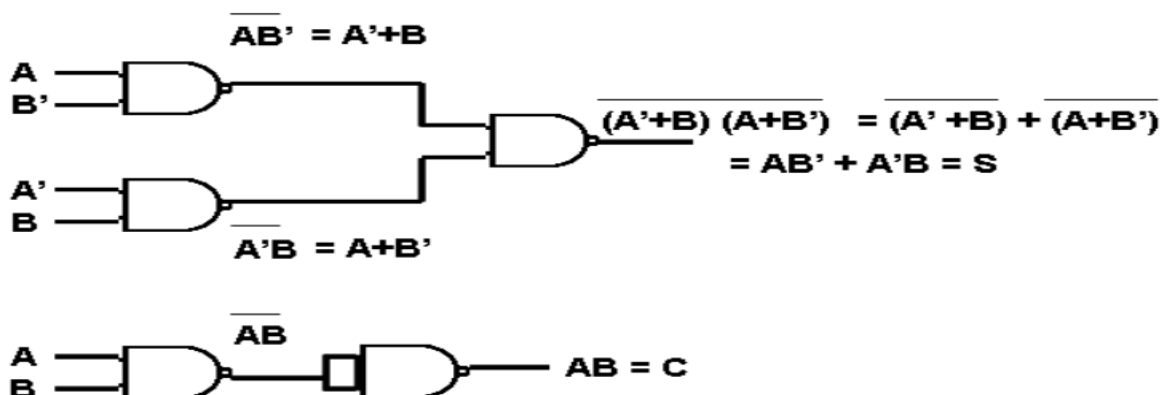 AB' = A'+B
A
B'
(A'+B) (A+B') = (A' +B) + (A+B')
= AB' + A'B = S
A'
B
A'B = A+B'
AB
A
B
AB = C